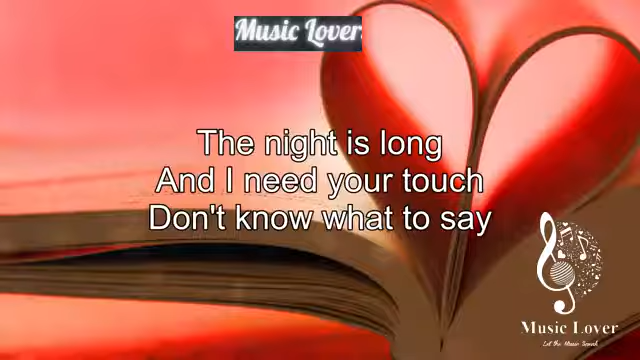 Music Lover
The night is long
And I need your touch
Don't know what to say
Music Lover
Let the Music Speak